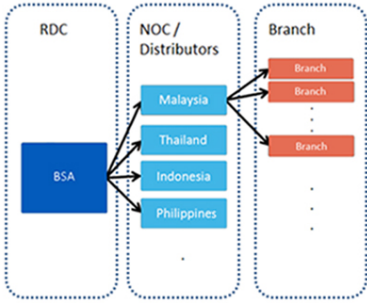 RDC
NOC /
Distributors
Branch
BSA
Malaysia
Thailand
Indonesia
Philippines
Branch
Branch
Branch